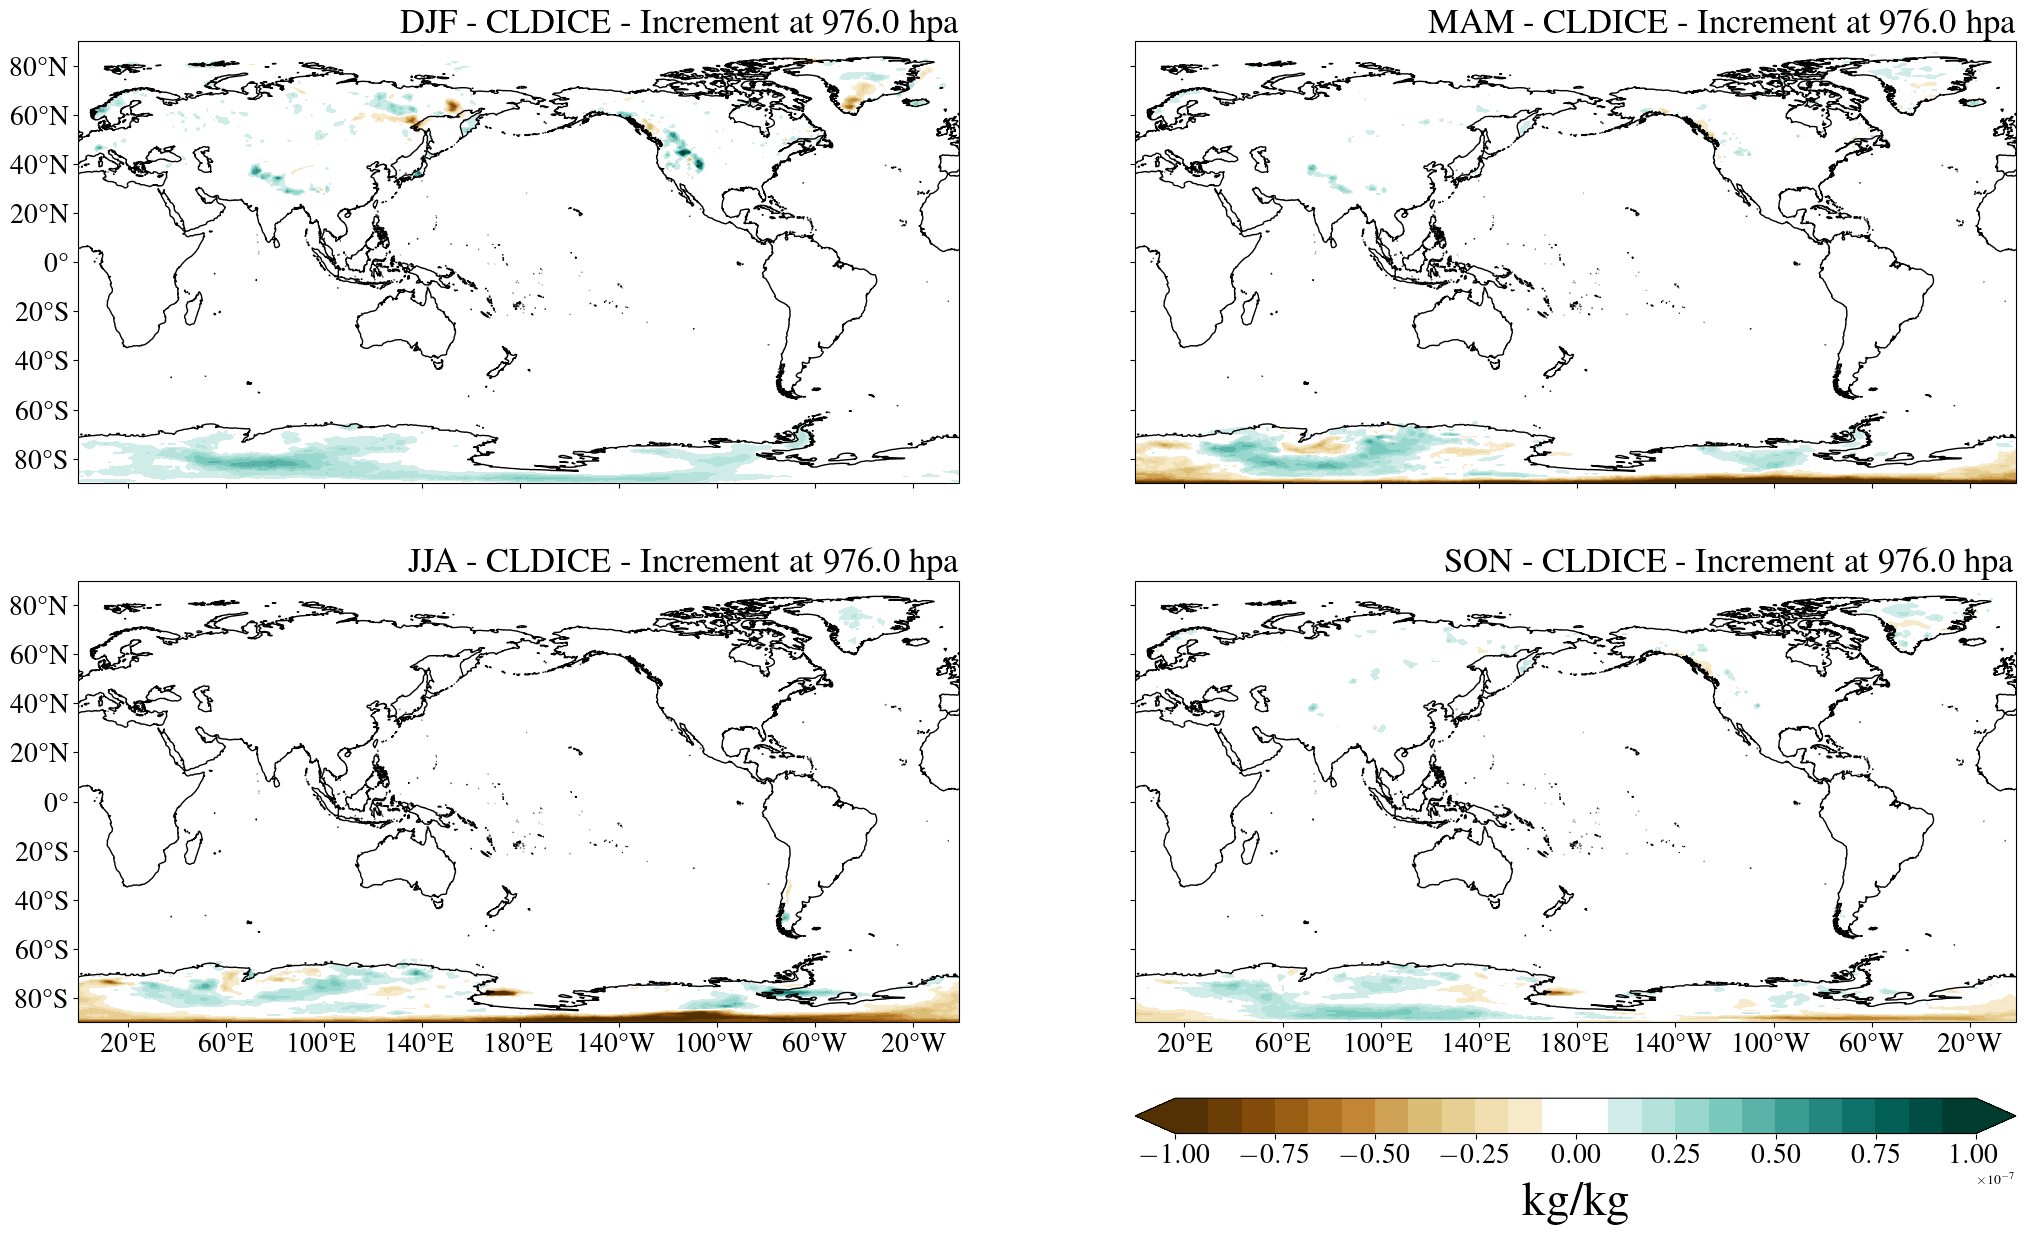 DJF - CLDICE - Increment at 976.0 hpa
MAM - CLDICE - Increment at 976.0 hpa
80°N
60°N
40°N
20°N
0°
20°S
40°S
60°S
80°S
JJA - CLDICE - Increment at 976.0 hpa
SON - CLDICE - Increment at 976.0 hpa
80°N
60°N
40°N
20°N
0°
20°S
40°S
60°S
80°S
20°E 60°E 100°E 140°E 180°E 140°W 100°W 60°W 20°W
20°E 60°E 100°E 140°E 180°E 140°W 100°W 60°W 20°W
−1.00 −0.75 −0.50 −0.25 0.00 0.25 0.50 0.75 1.00
×10⁻⁷
kg/kg